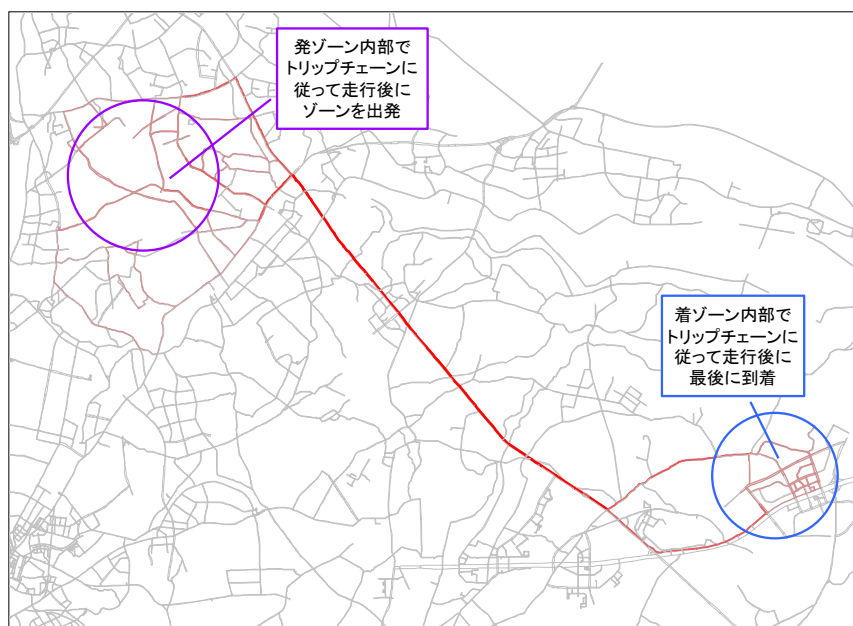 発ゾーン内部で
トリップチェーンに
従って走行後に
ゾーンを出発
着ゾーン内部で
トリップチェーンに
従って走行後に
最後に到着